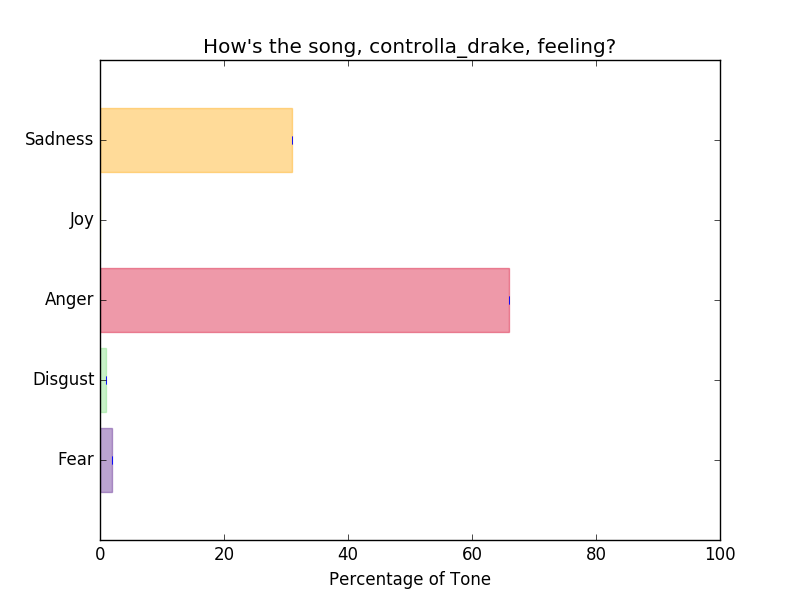 How's the song, controlla_drake, feeling?
Sadness
Joy
Anger
Disgust
Fear
0 20 40 60 80 100
Percentage of Tone